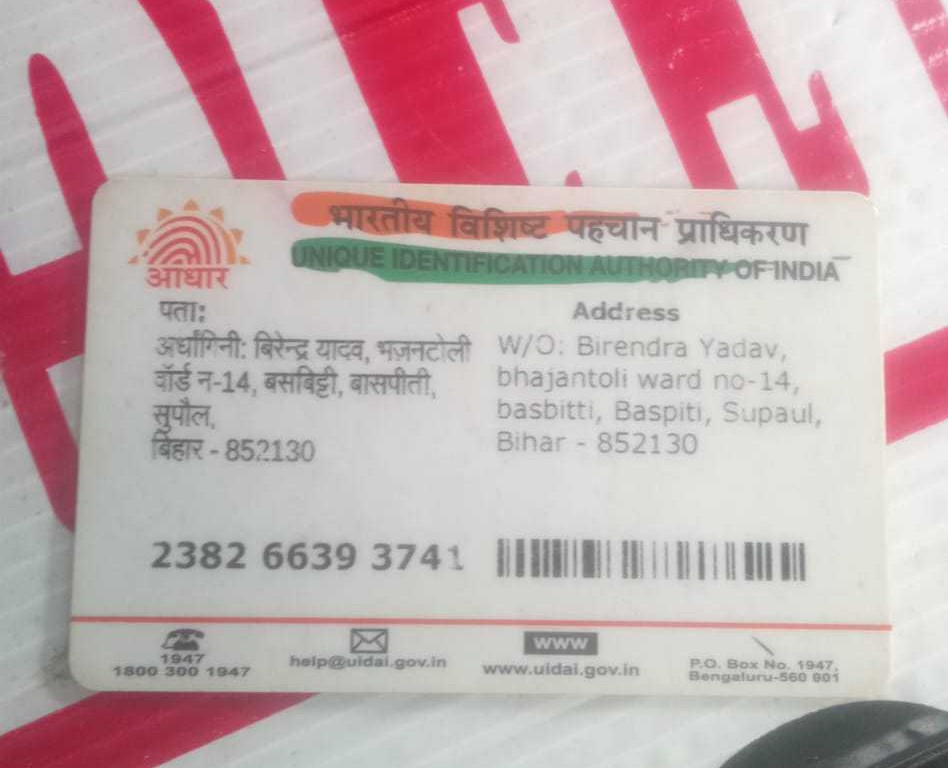 भारतीय विशिष्ट पहचान प्राधिकरण
UNIQUE IDENTIFICATION AUTHORITY OF INDIA
आधार
पता:
अर्धांगिनी: बिरेन्द्र यादव, भजनटोली
वॉर्ड न-14, बसबिट्टी, बासपीती,
सुपौल,
बिहार - 852130
Address
W/O: Birendra Yadav,
bhajantoli ward no-14,
basbitti, Baspiti, Supaul,
Bihar - 852130
2382 6639 3741
1947
1800 300 1947
help@uidai.gov.in
www
www.uidai.gov.in
P.O. Box No. 1947,
Bengaluru-560 001